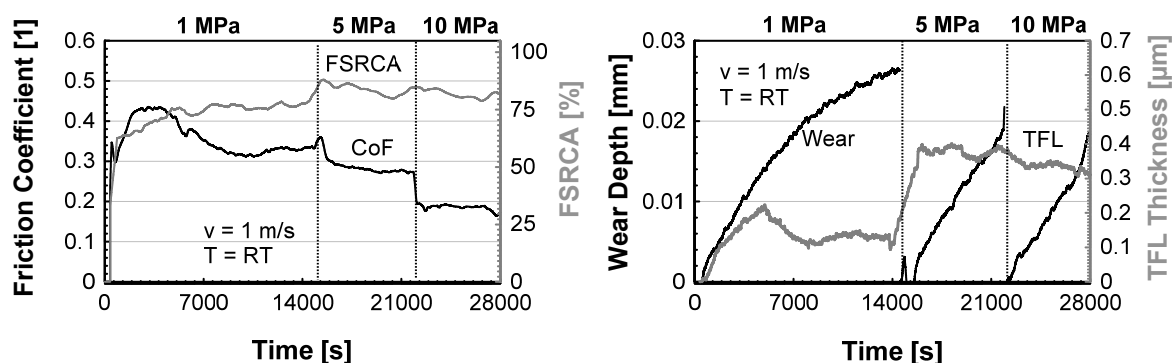 1 MPa 5 MPa 10 MPa
Friction Coefficient [1]
0.6
0.5
0.4
0.3
0.2
0.1
0
FSRCA
CoF
v = 1 m/s
T = RT
100
75
50
25
0
FSRCA [%]
0 7000 14000 21000 28000
Time [s]
1 MPa 5 MPa 10 MPa
Wear Depth [mm]
0.03
0.02
0.01
0
v = 1 m/s
T = RT
Wear
TFL
0.7
0.6
0.5
0.4
0.3
0.2
0.1
0
TFL Thickness [µm]
0 7000 14000 21000 28000
Time [s]